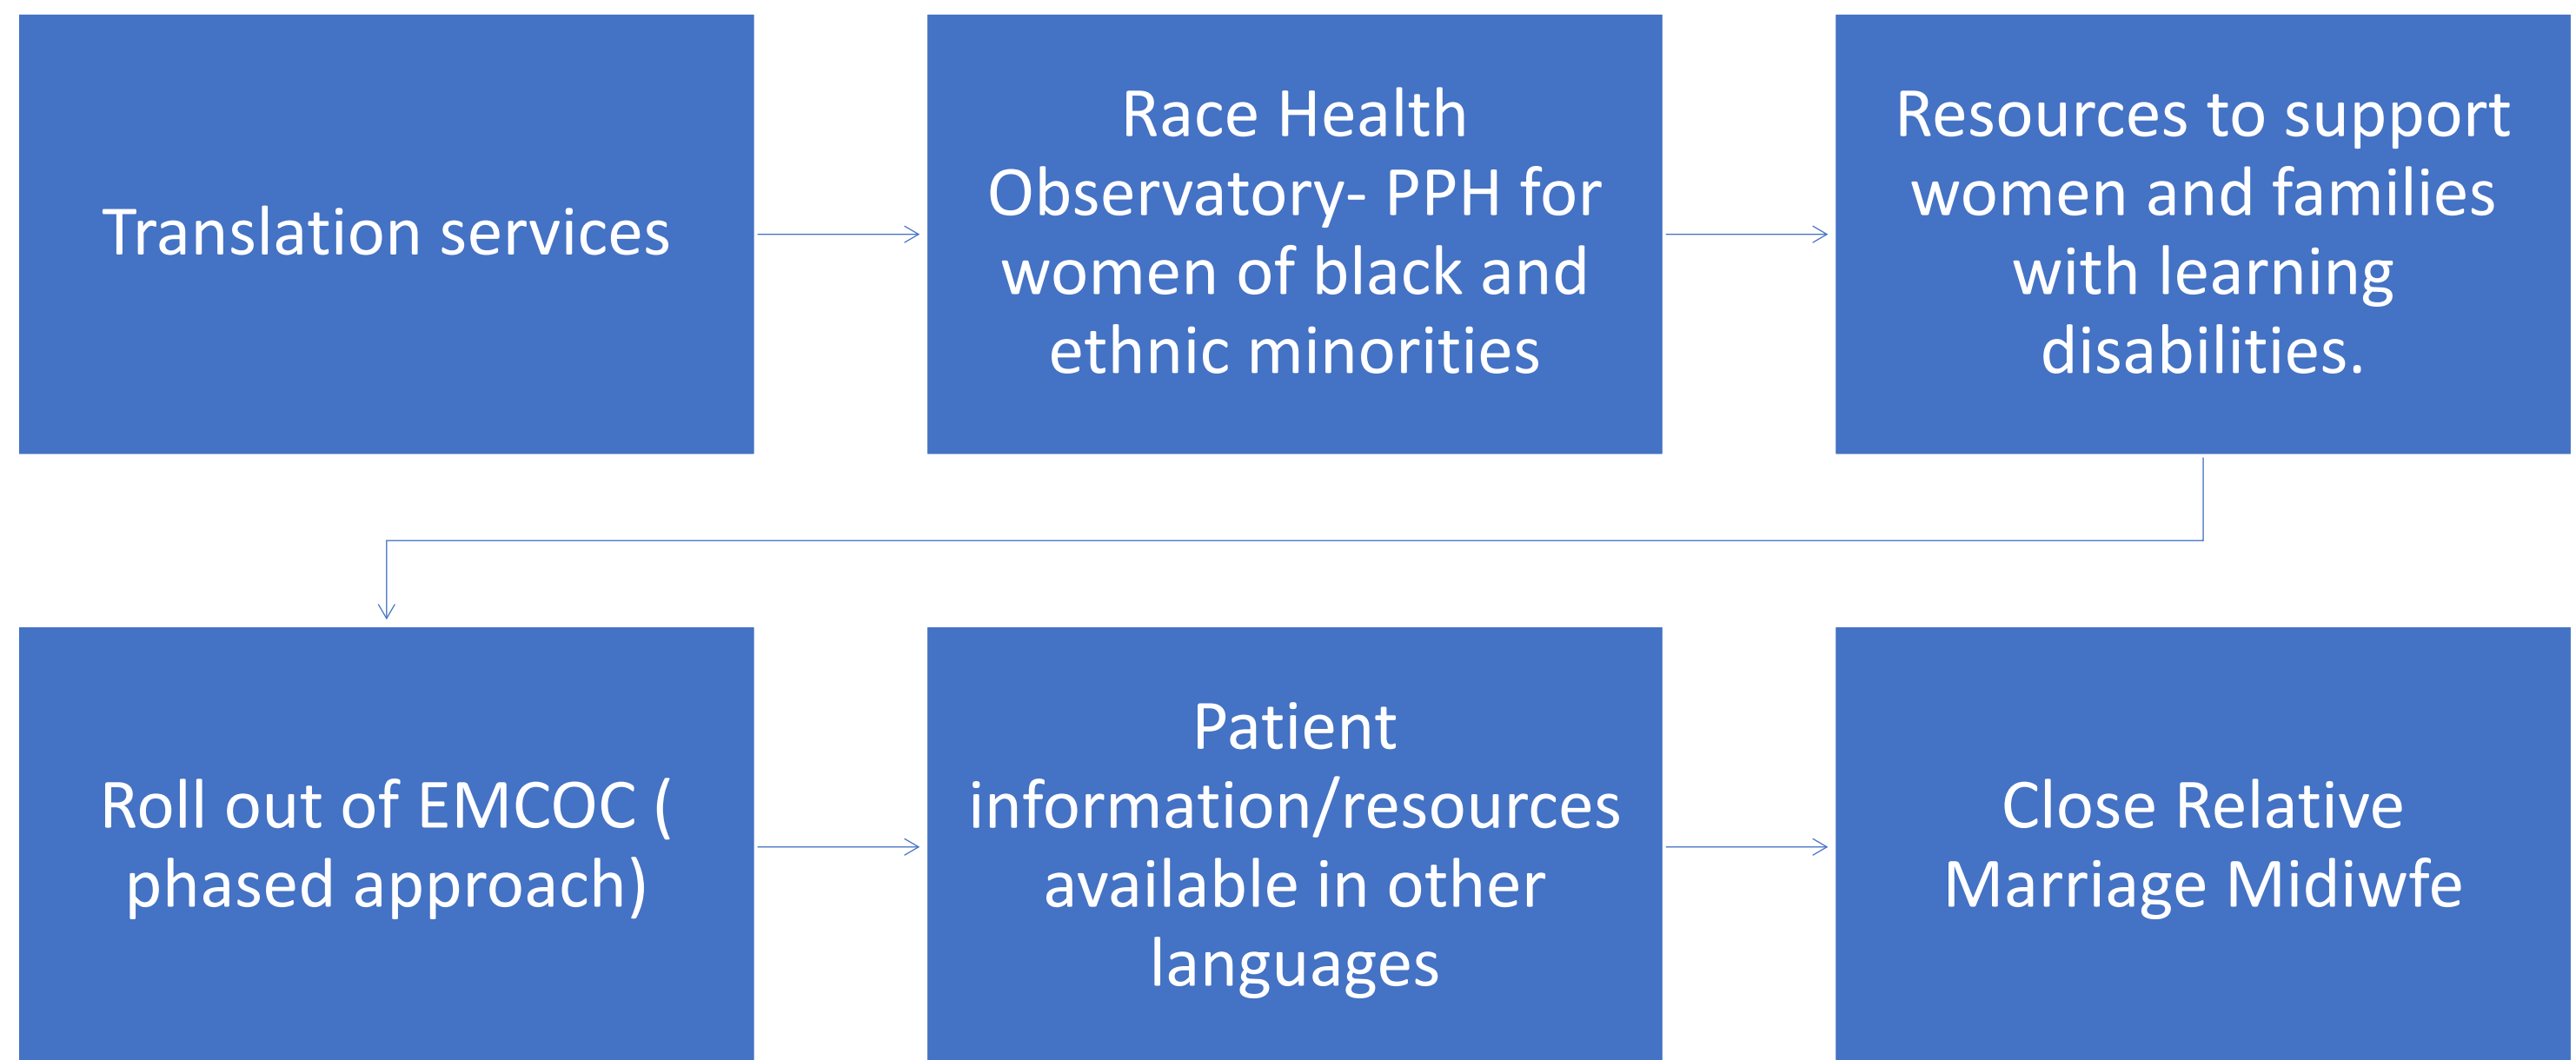 Translation services
Race Health
Observatory- PPH for
women of black and
ethnic minorities
Resources to support
women and families
with learning
disabilities.
Roll out of EMCOC (
phased approach)
Patient
information/resources
available in other
languages
Close Relative
Marriage Midiwfe